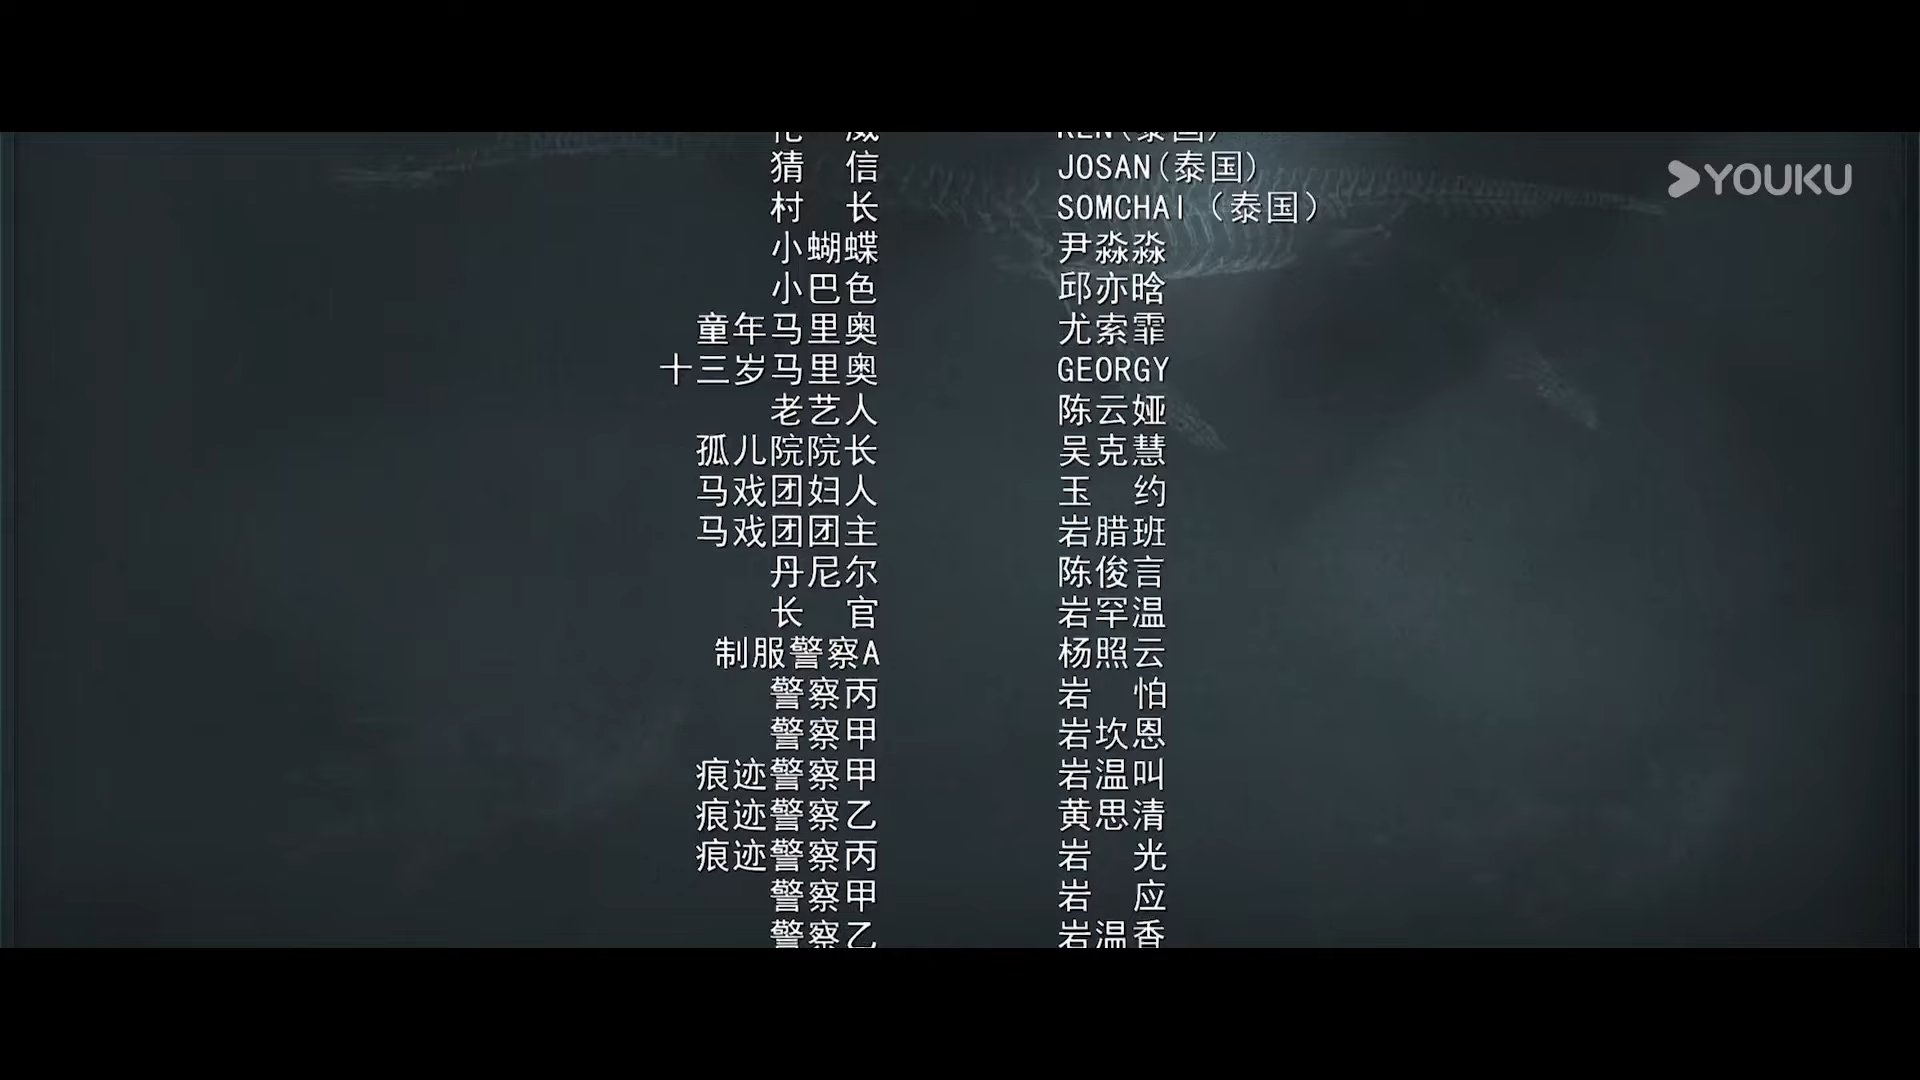 YOUKU
猜 信 JOSAN(泰国)
村 长 SOMCHAI（泰国）
小蝴蝶 尹淼淼
小巴色 邱亦晗
童年马里奥 尤索霏
十三岁马里奥 GEORGY
老艺人 陈云娅
孤儿院院长 吴克慧
马戏团妇人 玉 约
马戏团团主 岩腊班
丹尼尔 陈俊言
长 官 岩罕温
制服警察A 杨照云
警察丙 岩 怕
警察甲 岩坎恩
痕迹警察甲 岩温叫
痕迹警察乙 黄思清
痕迹警察丙 岩 光
警察甲 岩 应
警察乙 岩温香